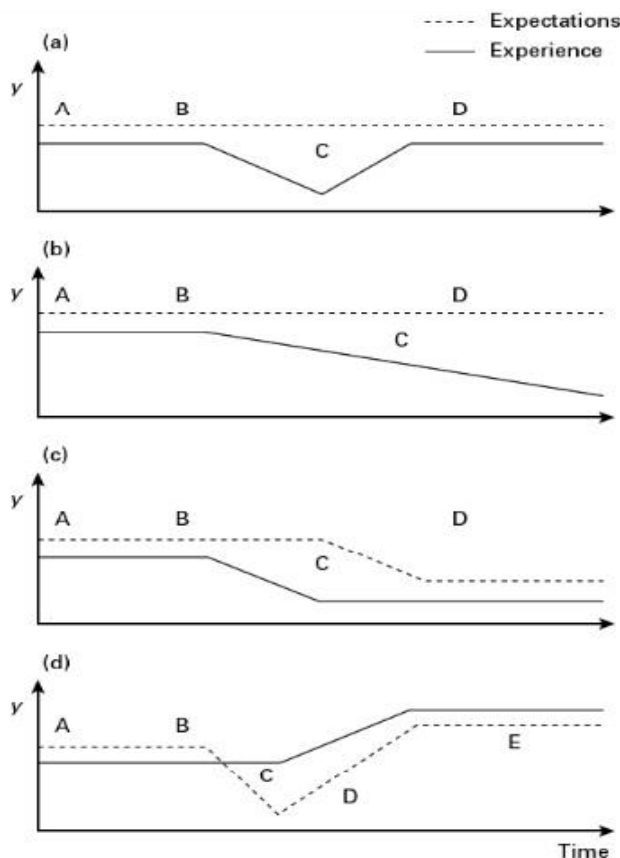 Expectations
Experience
(a)
y
A B D
C
(b)
y
A B D
C
(c)
y
A B D
C
(d)
y
A B
C
D
E
Time